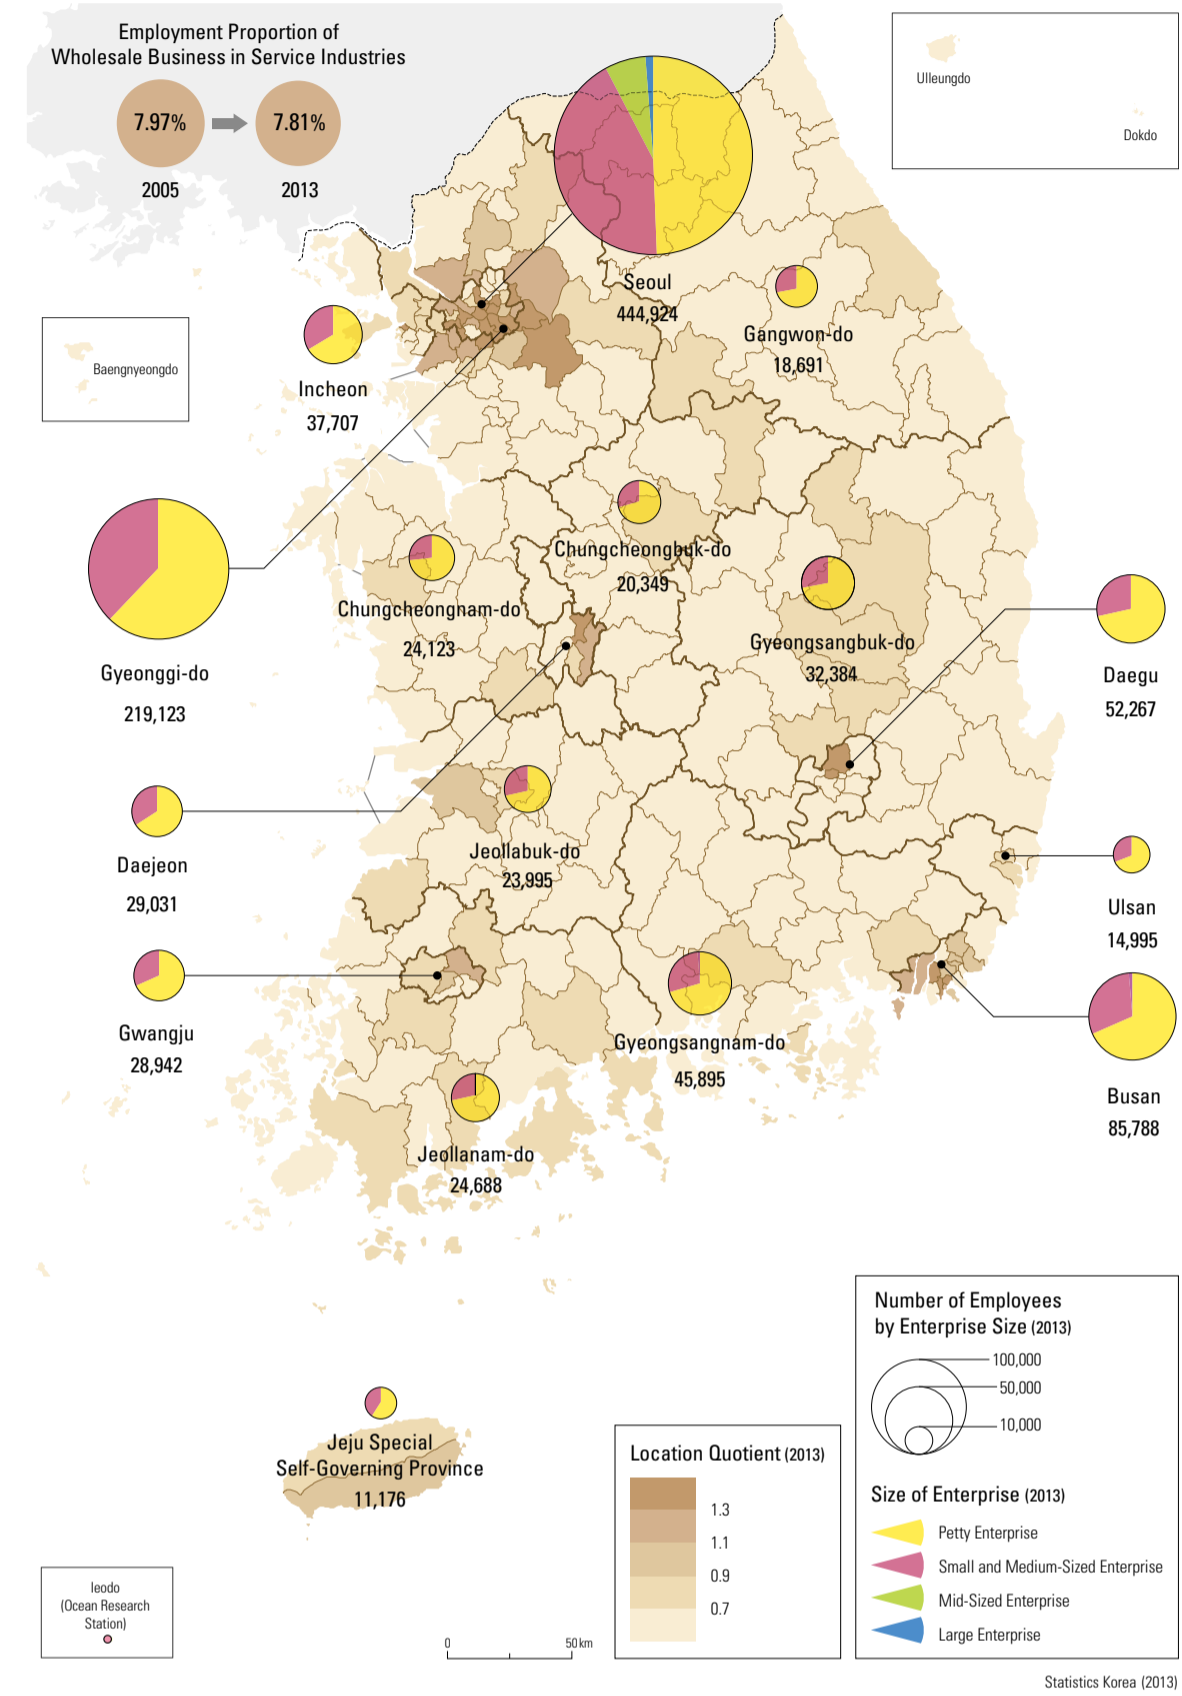 Employment Proportion of
Wholesale Business in Service Industries
7.97%
7.81%
2005
2013
Ulleungdo
Dokdo
Baengnyeongdo
Seoul
444,924
Gangwon-do
18,691
Incheon
37,707
Chungcheongbuk-do
20,349
Chungcheongnam-do
24,123
Gyeongsangbuk-do
32,384
Daegu
52,267
Gyeonggi-do
219,123
Daejeon
29,031
Jeollabuk-do
23,995
Ulsan
14,995
Gwangju
28,942
Gyeongsangnam-do
45,895
Busan
85,788
Jeollanam-do
24,688
Jeju Special
Self-Governing Province
11,176
Ieodo
(Ocean Research
Station)
0
50 km
Location Quotient (2013)
1.3
1.1
0.9
0.7
Number of Employees
by Enterprise Size (2013)
100,000
50,000
10,000
Size of Enterprise (2013)
Petty Enterprise
Small and Medium-Sized Enterprise
Mid-Sized Enterprise
Large Enterprise
Statistics Korea (2013)